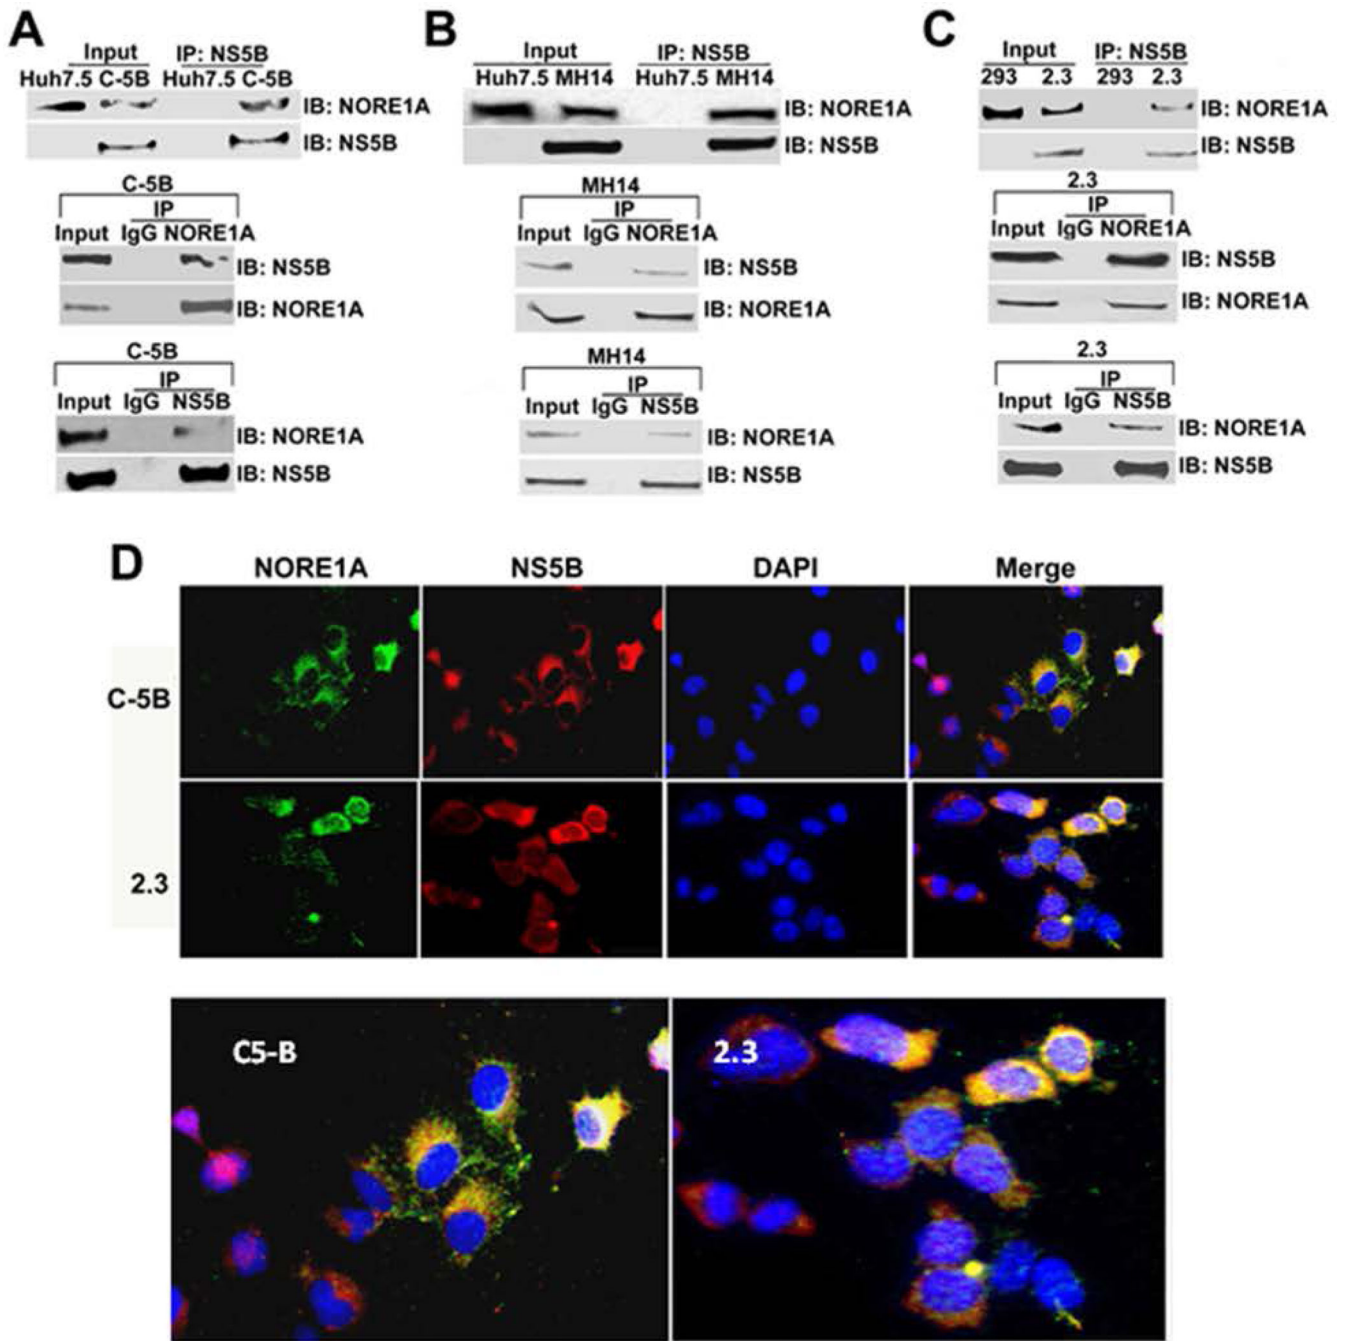 A
Input IP: NS5B
Huh7.5 C-5B Huh7.5 C-5B
IB: NORE1A
IB: NS5B
C-5B
IP
Input IgG NORE1A
IB: NS5B
IB: NORE1A
C-5B
IP
Input IgG NS5B
IB: NORE1A
IB: NS5B
B
Input IP: NS5B
Huh7.5 MH14 Huh7.5 MH14
IB: NORE1A
IB: NS5B
MH14
IP
Input IgG NORE1A
IB: NS5B
IB: NORE1A
MH14
IP
Input IgG NS5B
IB: NORE1A
IB: NS5B
C
Input IP: NS5B
293 2.3 293 2.3
IB: NORE1A
IB: NS5B
2.3
IP
Input IgG NORE1A
IB: NS5B
IB: NORE1A
2.3
IP
Input IgG NS5B
IB: NORE1A
IB: NS5B
D
NORE1A NS5B DAPI Merge
C-5B
2.3
C5-B 2.3